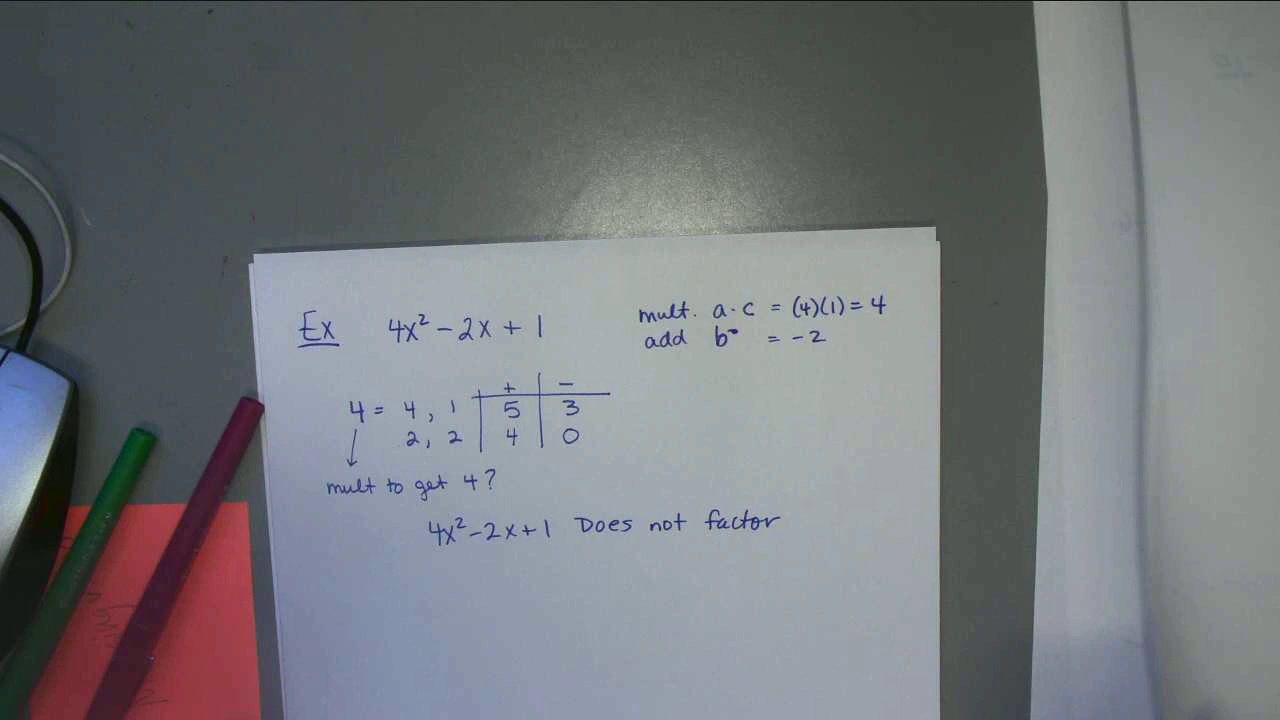 Ex 4x² - 2x + 1
mult. a·c = (4)(1) = 4
add b = -2
+ -
4 = 4, 1 5 3
2, 2 4 0
mult to get 4?
4x² - 2x + 1 Does not factor